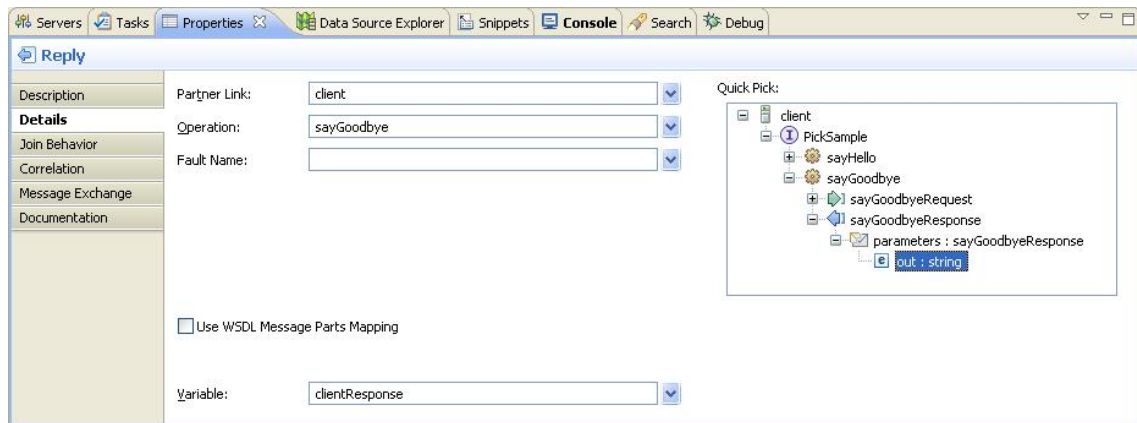 Servers Tasks Properties Data Source Explorer Snippets Console Search Debug
Reply
Description
Details
Join Behavior
Correlation
Message Exchange
Documentation
Partner Link: client
Operation: sayGoodbye
Fault Name:
Use WSDL Message Parts Mapping
Variable: clientResponse
Quick Pick:
client
I PickSample
sayHello
sayGoodbye
sayGoodbyeRequest
sayGoodbyeResponse
parameters : sayGoodbyeResponse
e out : string